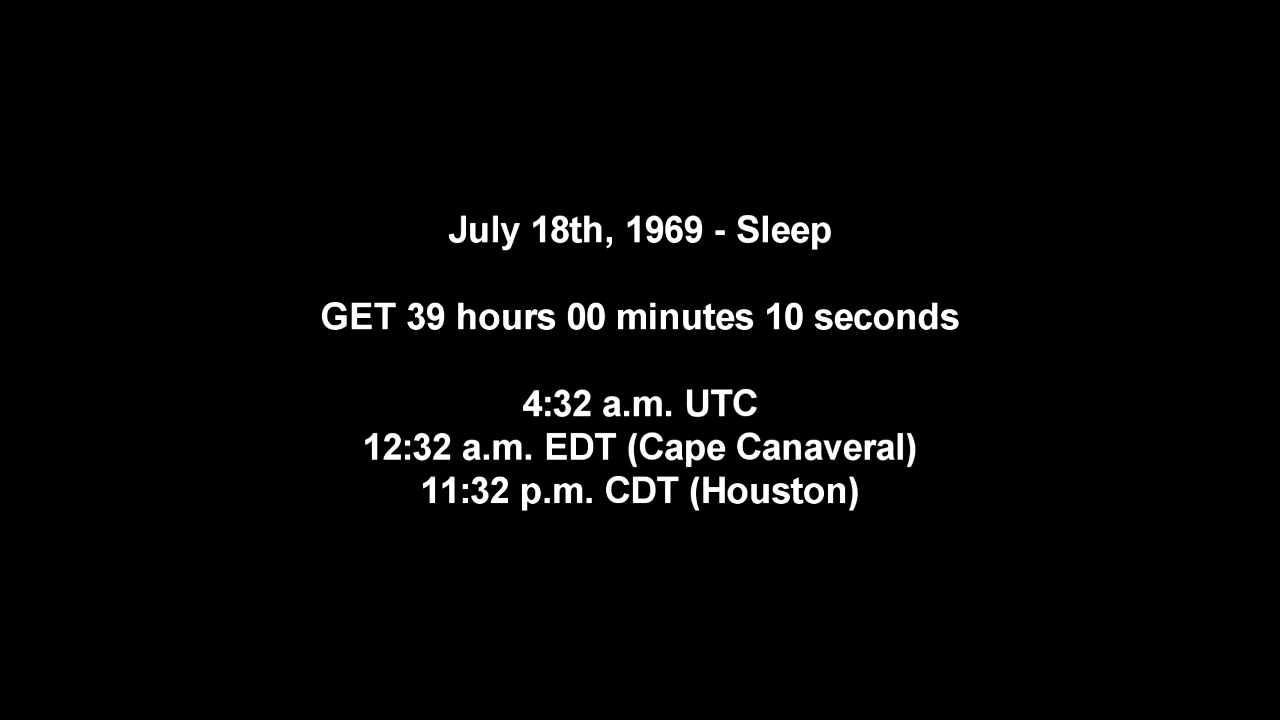 July 18th, 1969 - Sleep
GET 39 hours 00 minutes 10 seconds
4:32 a.m. UTC
12:32 a.m. EDT (Cape Canaveral)
11:32 p.m. CDT (Houston)